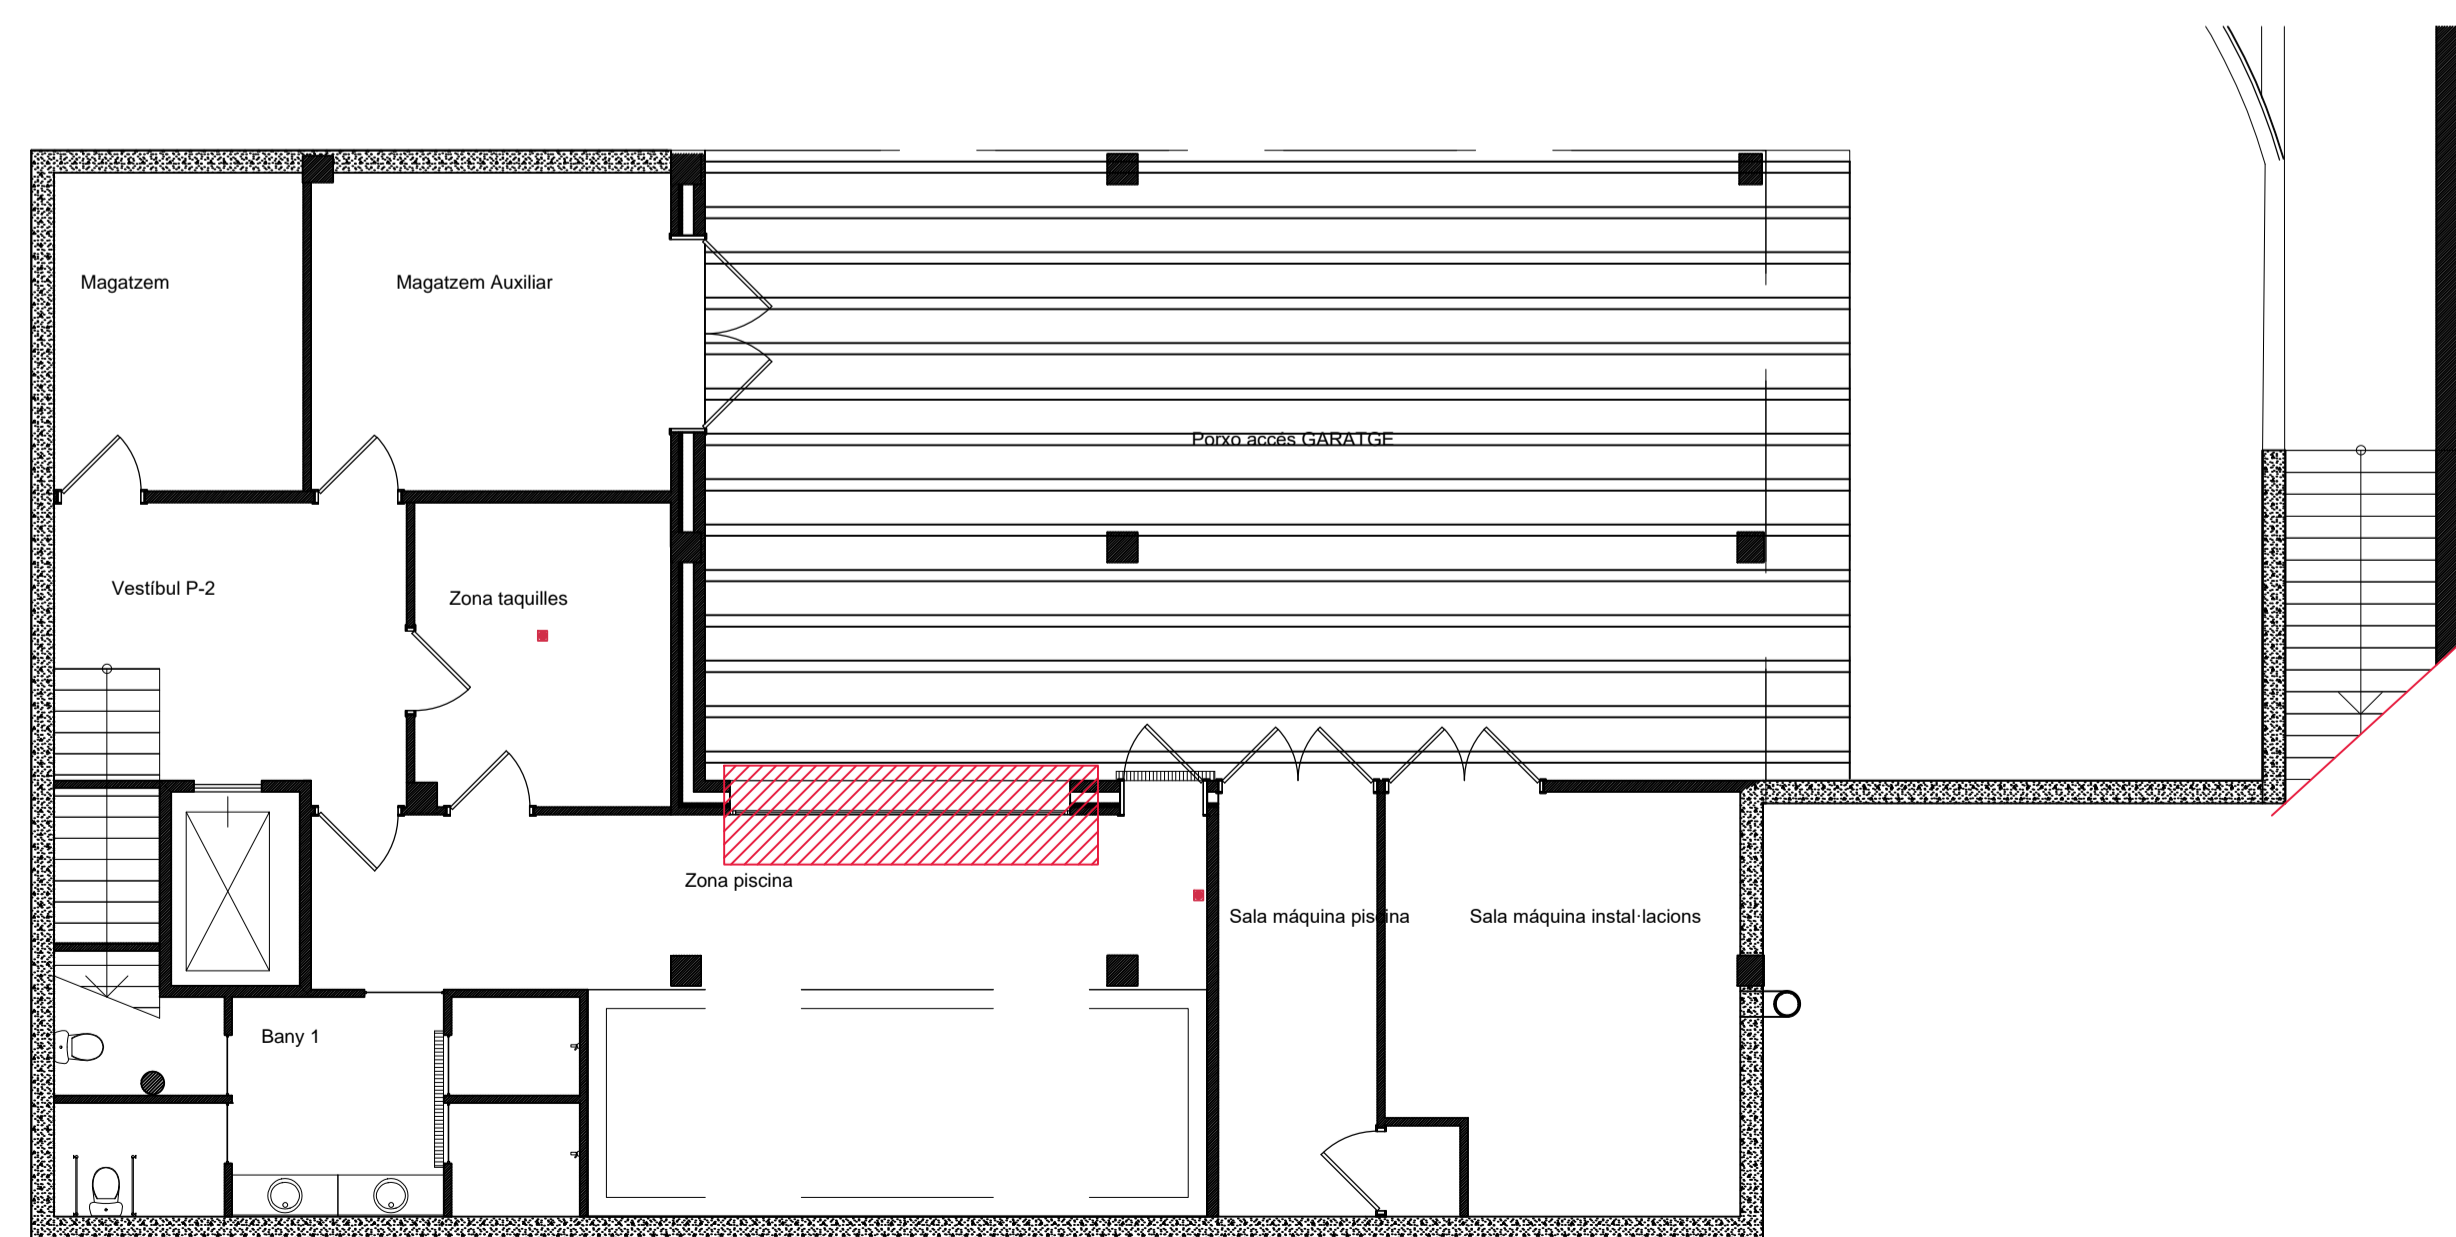 Magatzem
Magatzem Auxiliar
Porxo accés GARATGE
Vestíbul P-2
Zona taquilles
Zona piscina
Sala máquina piscina
Sala máquina instal·lacions
Bany 1